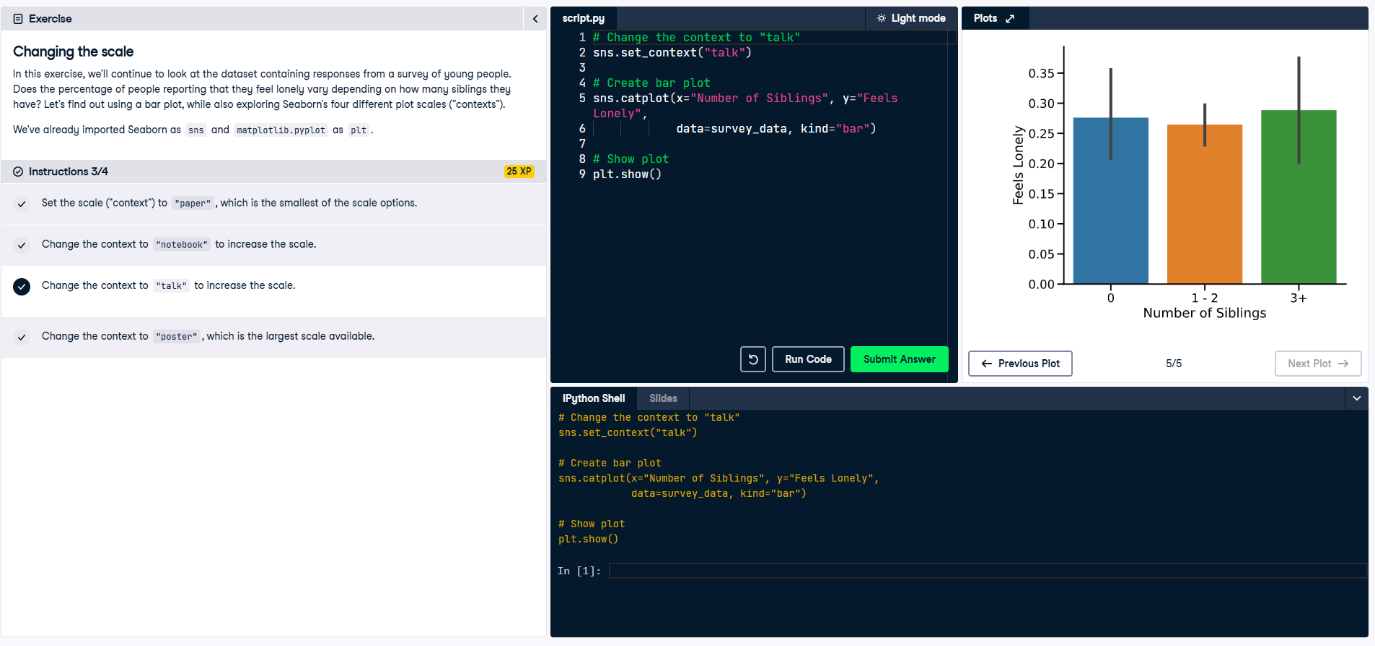 Exercise
Changing the scale
In this exercise, we'll continue to look at the dataset containing responses from a survey of young people.
Does the percentage of people reporting that they feel lonely vary depending on how many siblings they
have? Let's find out using a bar plot, while also exploring Seaborn's four different plot scales ("contexts").
We've already imported Seaborn as sns and matplotlib.pyplot as plt.
Instructions 3/4
25 XP
Set the scale ("context") to "paper", which is the smallest of the scale options.
Change the context to "notebook" to increase the scale.
Change the context to "talk" to increase the scale.
Change the context to "poster", which is the largest scale available.
script.py
Light mode
1 # Change the context to "talk"
2 sns.set_context("talk")
3
4 # Create bar plot
5 sns.catplot(x="Number of Siblings", y="Feels
Lonely",
6 data=survey_data, kind="bar")
7
8 # Show plot
9 plt.show()
Run Code
Submit Answer
Plots
0.35
0.30
0.25
0.20
0.15
0.10
0.05
0.00
Feels Lonely
0 1 - 2 3+
Number of Siblings
← Previous Plot
5/5
Next Plot →
IPython Shell
Slides
# Change the context to "talk"
sns.set_context("talk")
# Create bar plot
sns.catplot(x="Number of Siblings", y="Feels Lonely",
data=survey_data, kind="bar")
# Show plot
plt.show()
In [1]: